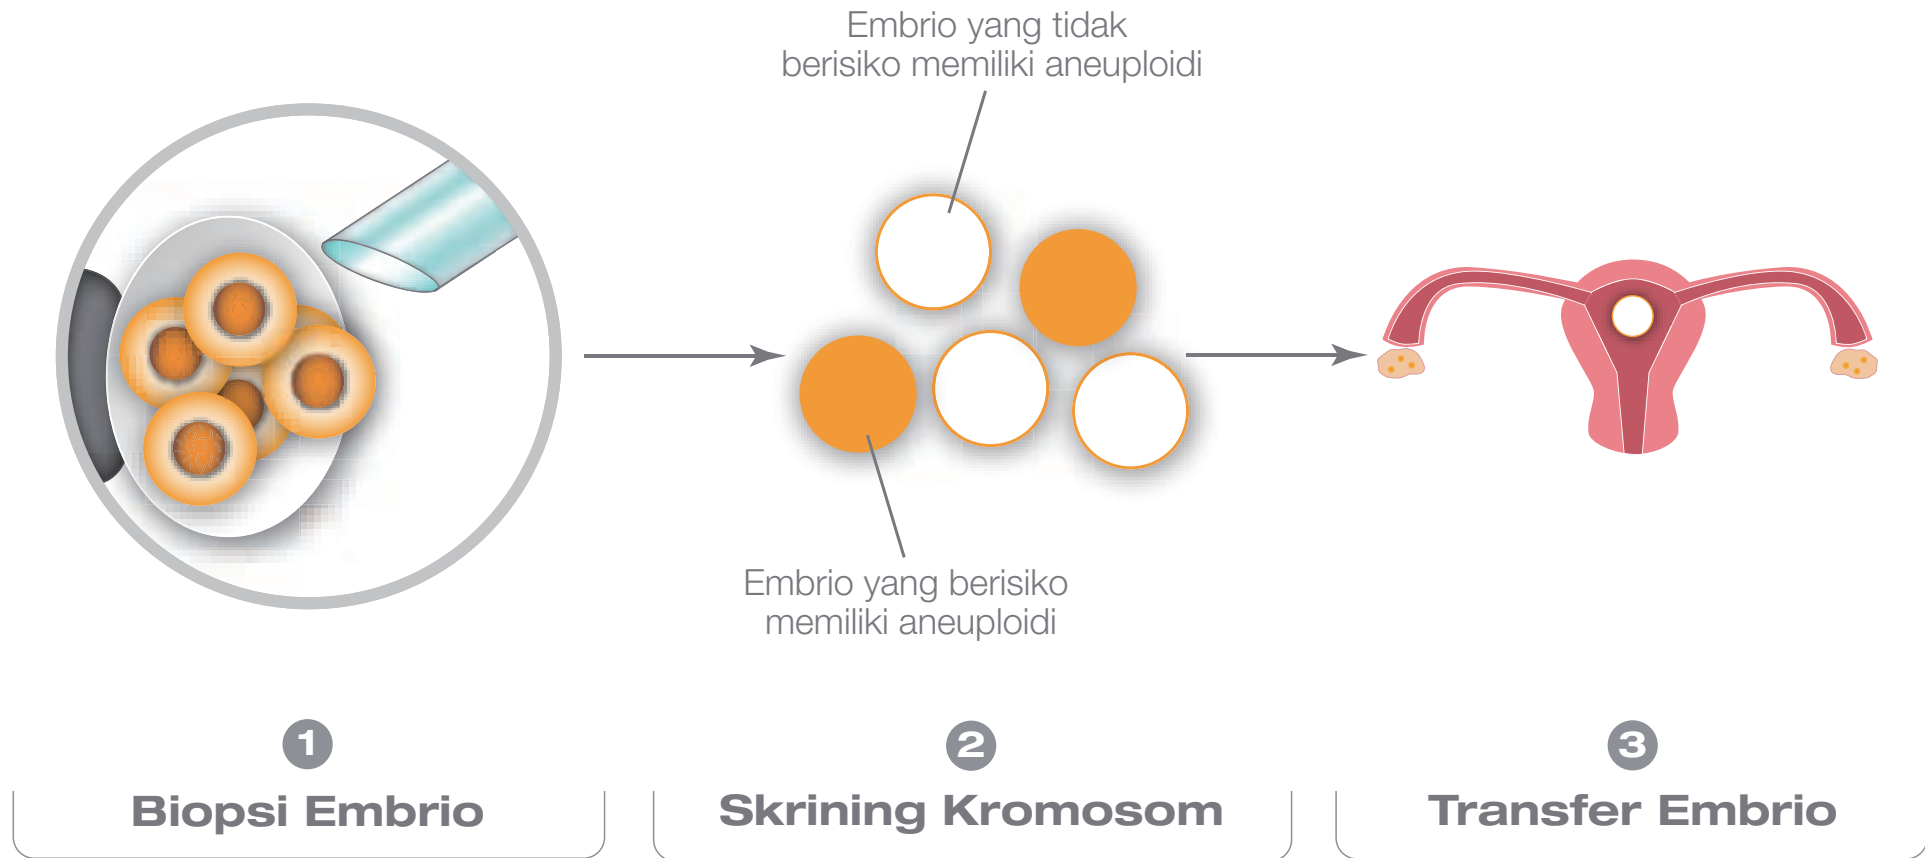 Embrio yang tidak
berisiko memiliki aneuploidi
Embrio yang berisiko
memiliki aneuploidi
1
Biopsi Embrio
2
Skrining Kromosom
3
Transfer Embrio